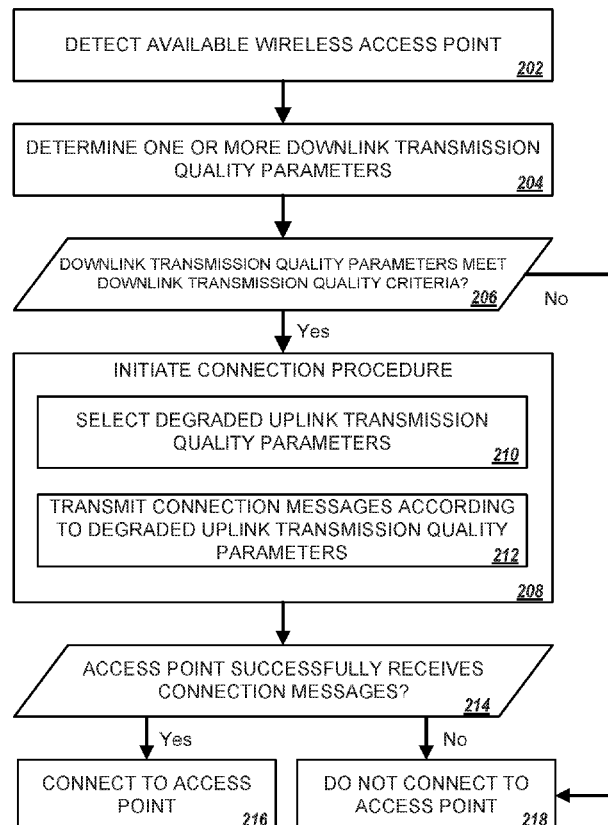 DETECT AVAILABLE WIRELESS ACCESS POINT
202
DETERMINE ONE OR MORE DOWNLINK TRANSMISSION
QUALITY PARAMETERS
204
DOWNLINK TRANSMISSION QUALITY PARAMETERS MEET
DOWNLINK TRANSMISSION QUALITY CRITERIA?
206
No
Yes
INITIATE CONNECTION PROCEDURE
SELECT DEGRADED UPLINK TRANSMISSION
QUALITY PARAMETERS
210
TRANSMIT CONNECTION MESSAGES ACCORDING
TO DEGRADED UPLINK TRANSMISSION QUALITY
PARAMETERS
212
208
ACCESS POINT SUCCESSFULLY RECEIVES
CONNECTION MESSAGES?
214
Yes
No
CONNECT TO ACCESS
POINT
216
DO NOT CONNECT TO
ACCESS POINT
218